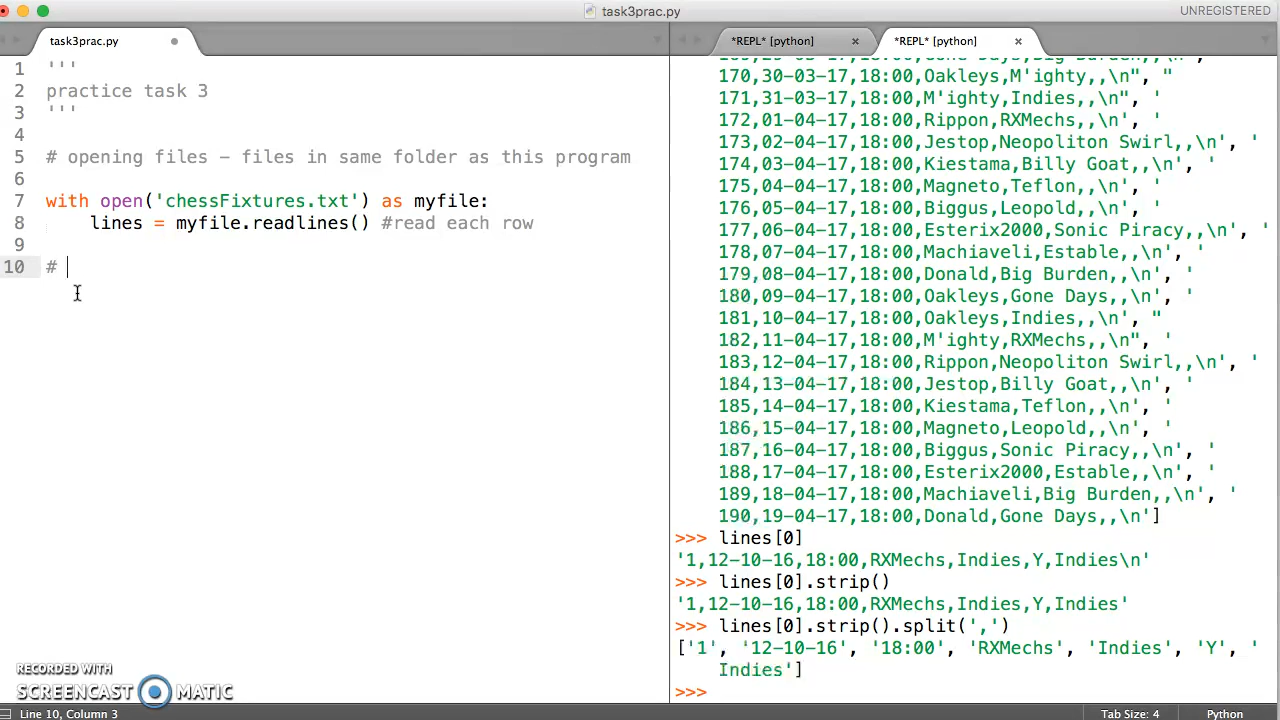 task3prac.py
UNREGISTERED
task3prac.py
*REPL* [python]
*REPL* [python]
1 '''
2 practice task 3
3 '''
4
5 # opening files - files in same folder as this program
6
7 with open('chessFixtures.txt') as myfile:
8 lines = myfile.readlines() #read each row
9
10 #
170,30-03-17,18:00,Oakleys,M'ighty,,\n", "
171,31-03-17,18:00,M'ighty,Indies,,\n", '
172,01-04-17,18:00,Rippon,RXMechs,,\n', '
173,02-04-17,18:00,Jestop,Neopoliton Swirl,,\n', '
174,03-04-17,18:00,Kiestama,Billy Goat,,\n', '
175,04-04-17,18:00,Magneto,Teflon,,\n', '
176,05-04-17,18:00,Biggus,Leopold,,\n', '
177,06-04-17,18:00,Esterix2000,Sonic Piracy,,\n', '
178,07-04-17,18:00,Machiaveli,Estable,,\n', '
179,08-04-17,18:00,Donald,Big Burden,,\n', '
180,09-04-17,18:00,Oakleys,Gone Days,,\n', '
181,10-04-17,18:00,Oakleys,Indies,,\n', "
182,11-04-17,18:00,M'ighty,RXMechs,,\n", '
183,12-04-17,18:00,Rippon,Neopoliton Swirl,,\n', '
184,13-04-17,18:00,Jestop,Billy Goat,,\n', '
185,14-04-17,18:00,Kiestama,Teflon,,\n', '
186,15-04-17,18:00,Magneto,Leopold,,\n', '
187,16-04-17,18:00,Biggus,Sonic Piracy,,\n', '
188,17-04-17,18:00,Esterix2000,Estable,,\n', '
189,18-04-17,18:00,Machiaveli,Big Burden,,\n', '
190,19-04-17,18:00,Donald,Gone Days,,\n']
>>> lines[0]
'1,12-10-16,18:00,RXMechs,Indies,Y,Indies\n'
>>> lines[0].strip()
'1,12-10-16,18:00,RXMechs,Indies,Y,Indies'
>>> lines[0].strip().split(',')
['1', '12-10-16', '18:00', 'RXMechs', 'Indies', 'Y', '
Indies']
>>>
RECORDED WITH
SCREENCAST MATIC
Line 10, Column 3
Tab Size: 4
Python